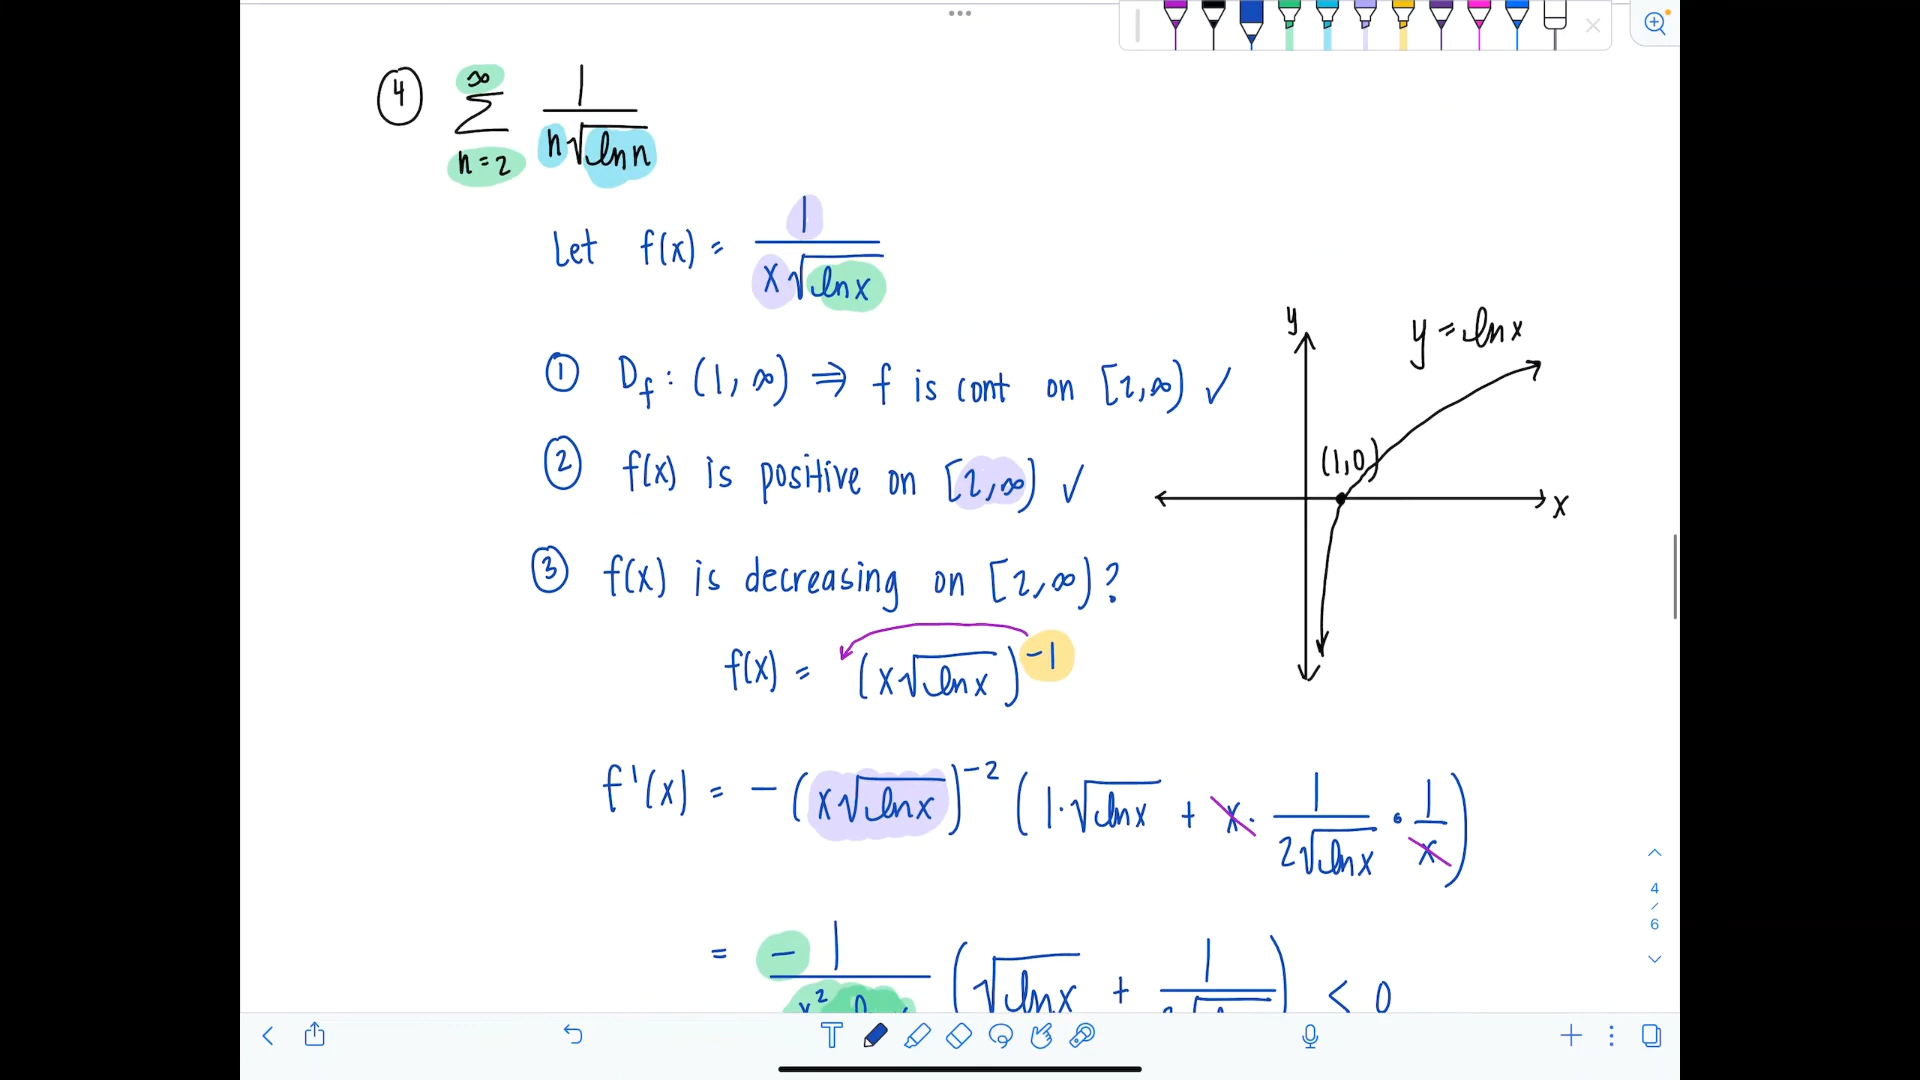 ④ ∑ n=2 ∞ 1/(n√(ln n))
Let f(x) = 1/(x√(ln x))
① D_f : (1, ∞) ⇒ f is cont on [2, ∞) ✓
② f(x) is positive on [2, ∞) ✓
③ f(x) is decreasing on [2, ∞)?
f(x) = (x√(ln x))^-1
f'(x) = -(x√(ln x))^-2 (1·√(ln x) + x· 1/(2√(ln x)) · 1/x)
= - 1/(x² (√(ln x) + 1/ < 0
y
y = ln x
(1,0)
x
4
/
6
T